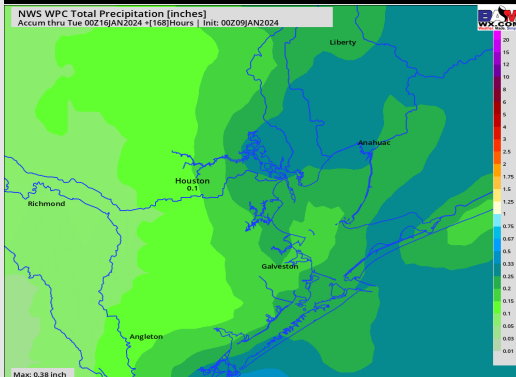 NWS WPC Total Precipitation [inches]
Accum thru Tue 00Z16JAN2024 +[168]Hours | Init: 00Z09JAN2024
WX.COM
Liberty
Anahuac
Houston
0.1
Richmond
Galveston
Angleton
Max: 0.38 inch
20
15
12
10
8
6
5
4
3
2.5
2
1.75
1.5
1.25
1
0.75
0.67
0.5
0.33
0.25
0.2
0.15
0.1
0.05
0.03
0.01